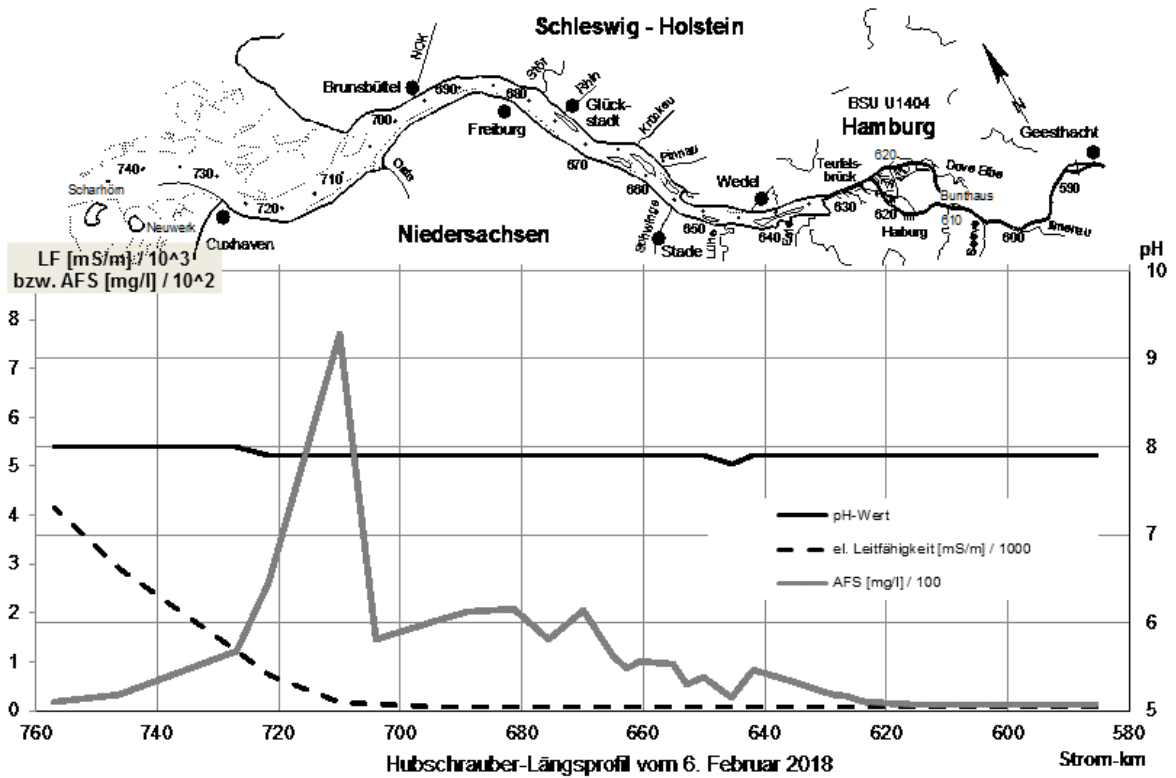 Schleswig - Holstein
NOK
Brunsbüttel
Stör
Rhin
690
680
Glück-
stadt
Krückau
700
Freiburg
BSU U1404
Hamburg
N
Geesthacht
740
730
710
Oste
670
Pinnau
Teufels-
brück
620
Dove Elbe
590
Scharhörn
660
Wedel
630
Bunthaus
Neuwerk
720
Cuxhaven
Niedersachsen
Schwinge
Stade
650
Lühe
640
Este
620
Harburg
610
Seeve
600
Ilmenau
LF [mS/m] / 10^3
bzw. AFS [mg/l] / 10^2
pH
10
8
9
7
6
8
5
pH-Wert
4
7
el. Leitfähigkeit [mS/m] / 1000
3
AFS [mg/l] / 100
2
6
1
0
5
760
740
720
700
680
660
640
620
600
580
Hubschrauber-Längsprofil vom 6. Februar 2018
Strom-km